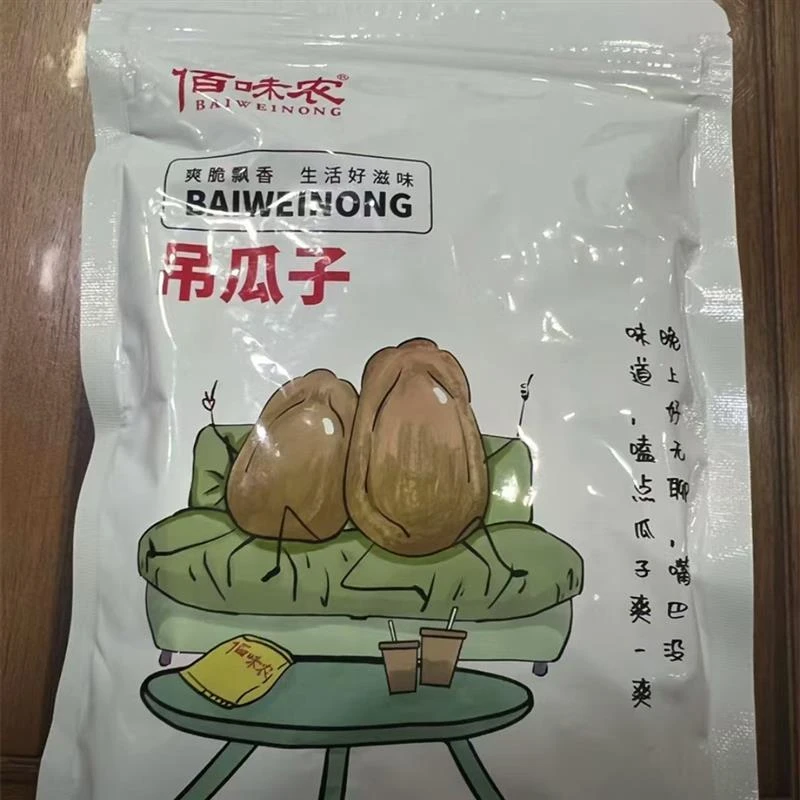 佰味农®
BAIWEINONG
爽脆飘香 生活好滋味
BAIWEINONG
吊瓜子
晚上好无聊，嘴巴没
味道，嗑点瓜子爽一爽
佰味农